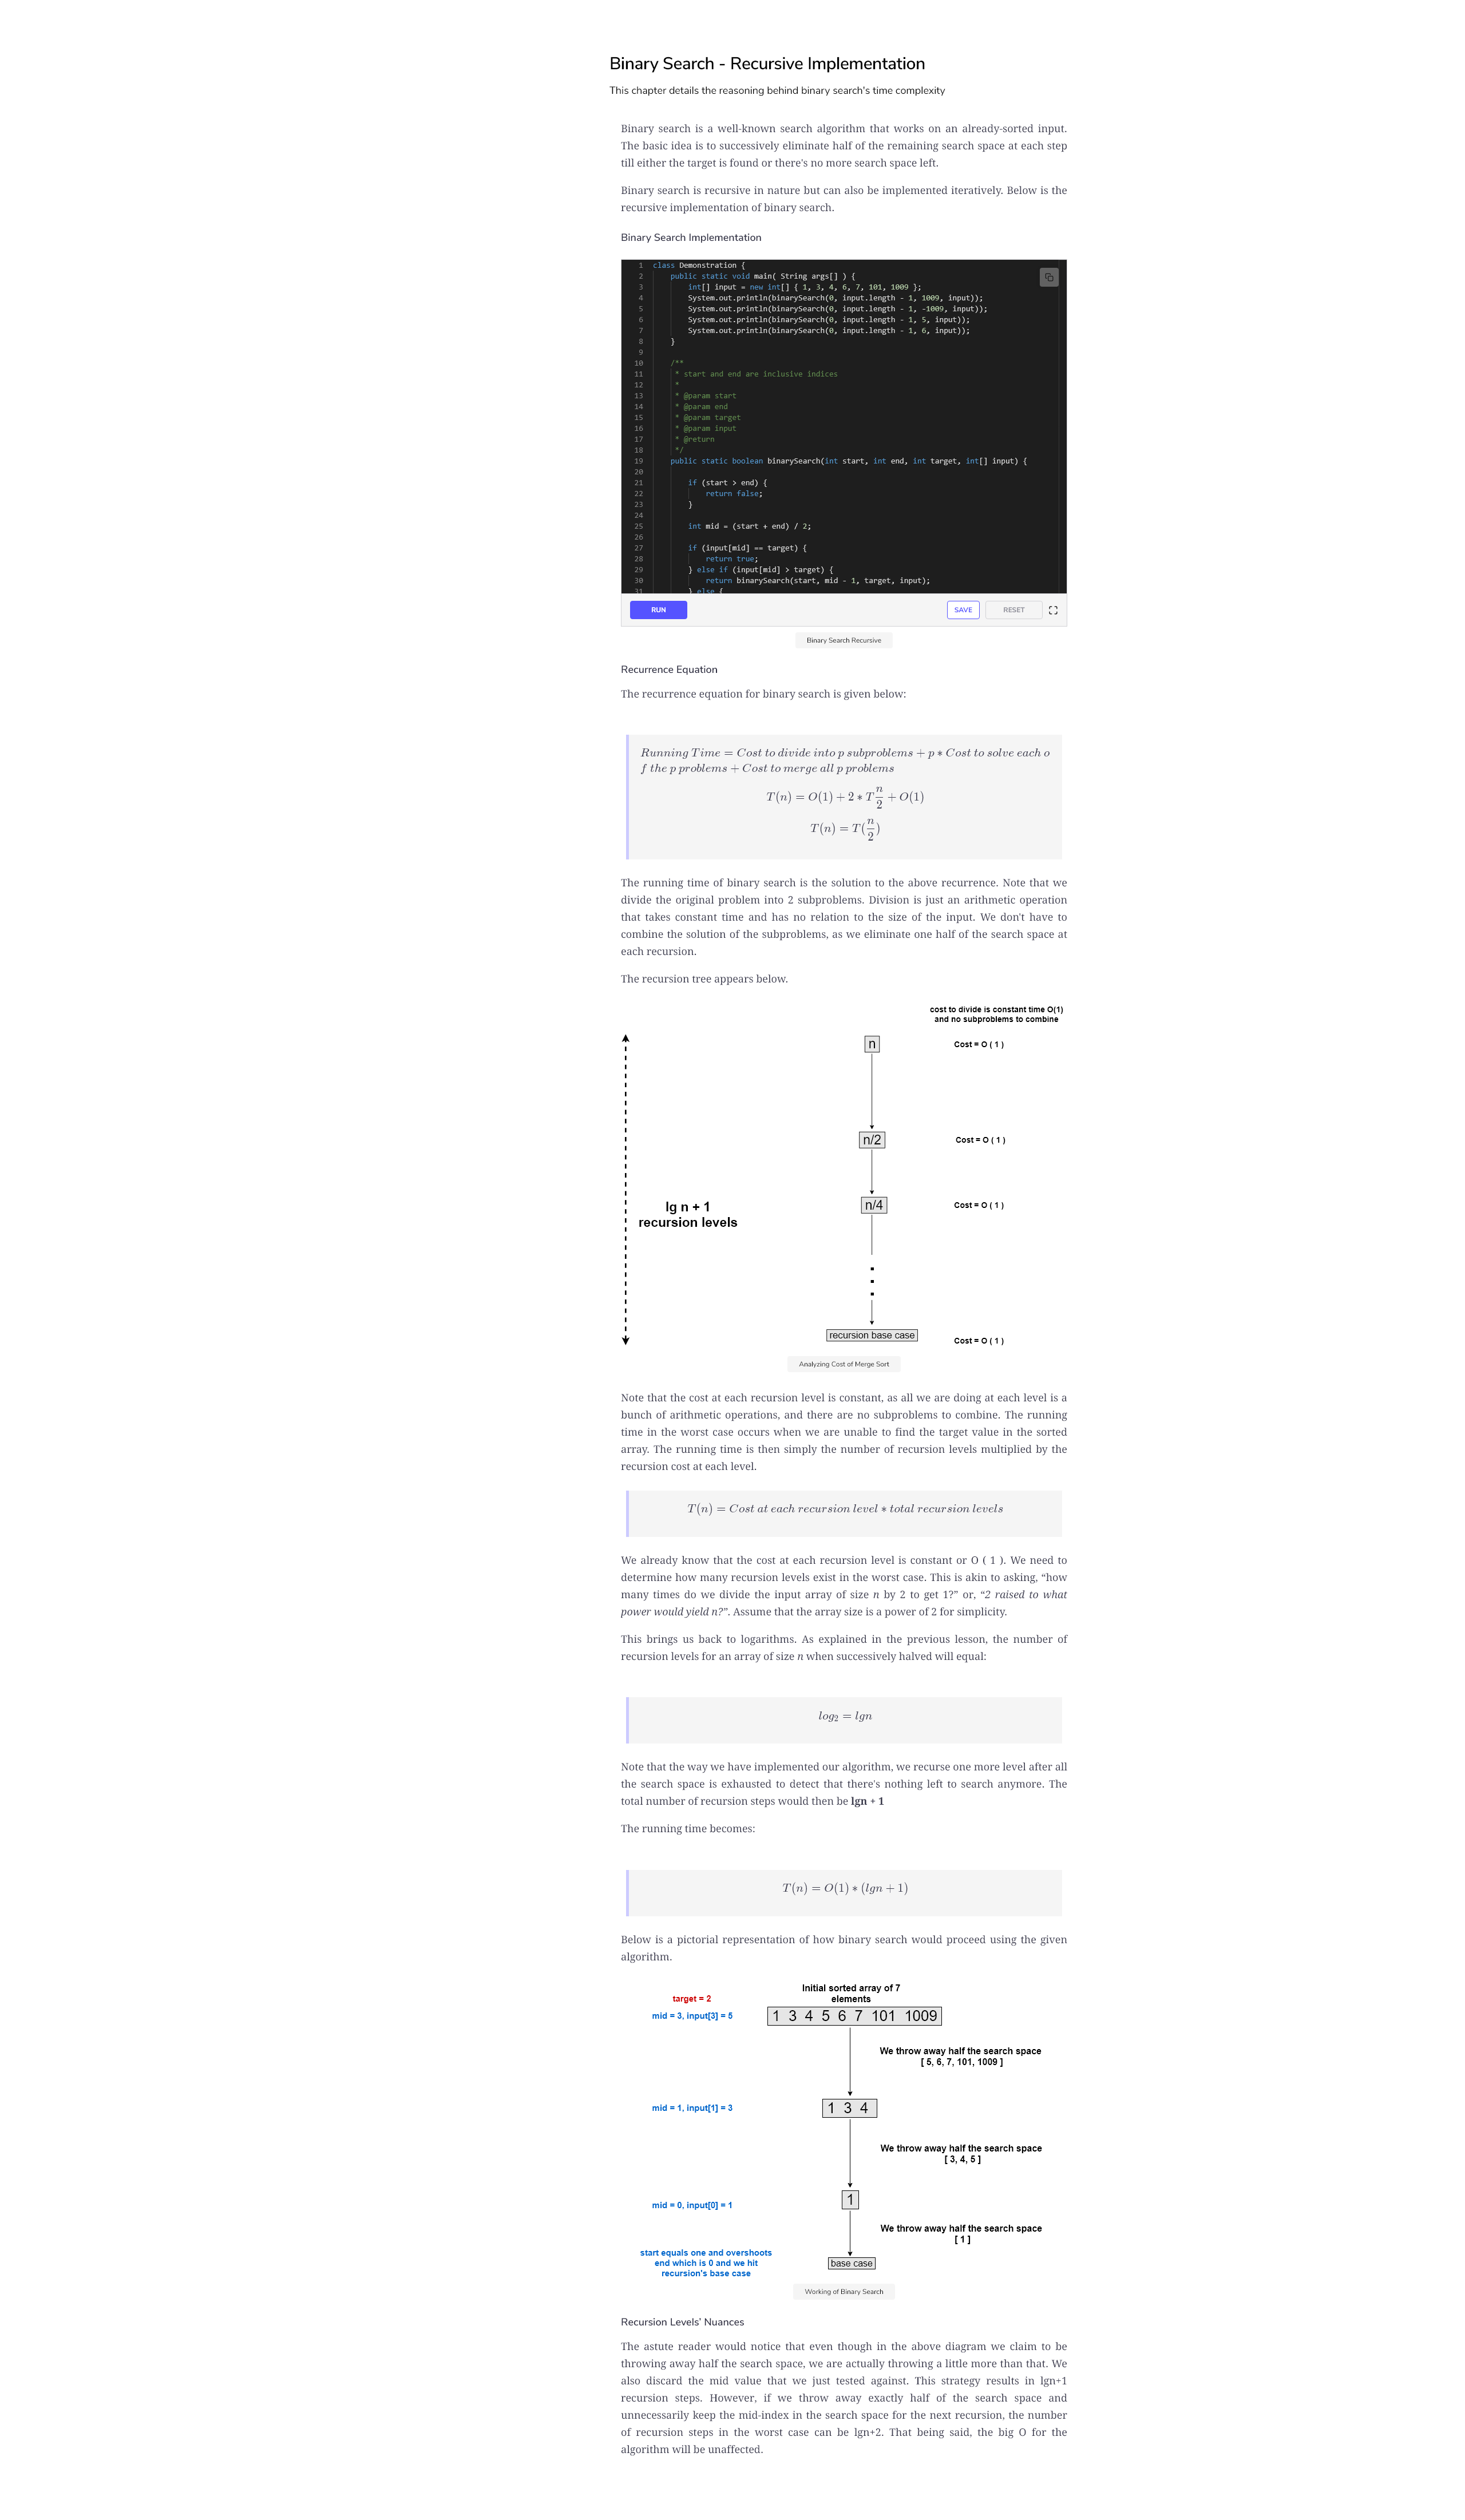 Binary Search - Recursive Implementation
This chapter details the reasoning behind binary search's time complexity
Binary search is a well-known search algorithm that works on an already-sorted input.
The basic idea is to successively eliminate half of the remaining search space at each step
till either the target is found or there's no more search space left.
Binary search is recursive in nature but can also be implemented iteratively. Below is the
recursive implementation of binary search.
Binary Search Implementation
1 class Demonstration {
2 public static void main( String args[] ) {
3 int[] input = new int[] { 1, 3, 4, 6, 7, 101, 1009 };
4 System.out.println(binarySearch(0, input.length - 1, 1009, input));
5 System.out.println(binarySearch(0, input.length - 1, -1009, input));
6 System.out.println(binarySearch(0, input.length - 1, 5, input));
7 System.out.println(binarySearch(0, input.length - 1, 6, input));
8 }
9
10 /**
11 * start and end are inclusive indices
12 *
13 * @param start
14 * @param end
15 * @param target
16 * @param input
17 * @return
18 */
19 public static boolean binarySearch(int start, int end, int target, int[] input) {
20
21 if (start > end) {
22 return false;
23 }
24
25 int mid = (start + end) / 2;
26
27 if (input[mid] == target) {
28 return true;
29 } else if (input[mid] > target) {
30 return binarySearch(start, mid - 1, target, input);
31 } else {
RUN SAVE RESET
Binary Search Recursive
Recurrence Equation
The recurrence equation for binary search is given below:
Running Time = Cost to divide into p subproblems + p * Cost to solve each o
f the p problems + Cost to merge all p problems
T(n) = O(1) + 2 * T n/2 + O(1)
T(n) = T(n/2)
The running time of binary search is the solution to the above recurrence. Note that we
divide the original problem into 2 subproblems. Division is just an arithmetic operation
that takes constant time and has no relation to the size of the input. We don't have to
combine the solution of the subproblems, as we eliminate one half of the search space at
each recursion.
The recursion tree appears below.
cost to divide is constant time O(1)
and no subproblems to combine
n Cost = O ( 1 )
n/2 Cost = O ( 1 )
n/4 Cost = O ( 1 )
lg n + 1
recursion levels
recursion base case Cost = O ( 1 )
Analyzing Cost of Merge Sort
Note that the cost at each recursion level is constant, as all we are doing at each level is a
bunch of arithmetic operations, and there are no subproblems to combine. The running
time in the worst case occurs when we are unable to find the target value in the sorted
array. The running time is then simply the number of recursion levels multiplied by the
recursion cost at each level.
T(n) = Cost at each recursion level * total recursion levels
We already know that the cost at each recursion level is constant or O ( 1 ). We need to
determine how many recursion levels exist in the worst case. This is akin to asking, “how
many times do we divide the input array of size n by 2 to get 1?” or, “2 raised to what
power would yield n?”. Assume that the array size is a power of 2 for simplicity.
This brings us back to logarithms. As explained in the previous lesson, the number of
recursion levels for an array of size n when successively halved will equal:
log₂ = lgn
Note that the way we have implemented our algorithm, we recurse one more level after all
the search space is exhausted to detect that there's nothing left to search anymore. The
total number of recursion steps would then be lgn + 1
The running time becomes:
T(n) = O(1) * (lgn + 1)
Below is a pictorial representation of how binary search would proceed using the given
algorithm.
Initial sorted array of 7
elements
target = 2
mid = 3, input[3] = 5
1 3 4 5 6 7 101 1009
We throw away half the search space
[ 5, 6, 7, 101, 1009 ]
mid = 1, input[1] = 3
1 3 4
We throw away half the search space
[ 3, 4, 5 ]
mid = 0, input[0] = 1
1
We throw away half the search space
[ 1 ]
start equals one and overshoots
end which is 0 and we hit
recursion's base case
base case
Working of Binary Search
Recursion Levels' Nuances
The astute reader would notice that even though in the above diagram we claim to be
throwing away half the search space, we are actually throwing a little more than that. We
also discard the mid value that we just tested against. This strategy results in lgn+1
recursion steps. However, if we throw away exactly half of the search space and
unnecessarily keep the mid-index in the search space for the next recursion, the number
of recursion steps in the worst case can be lgn+2. That being said, the big O for the
algorithm will be unaffected.